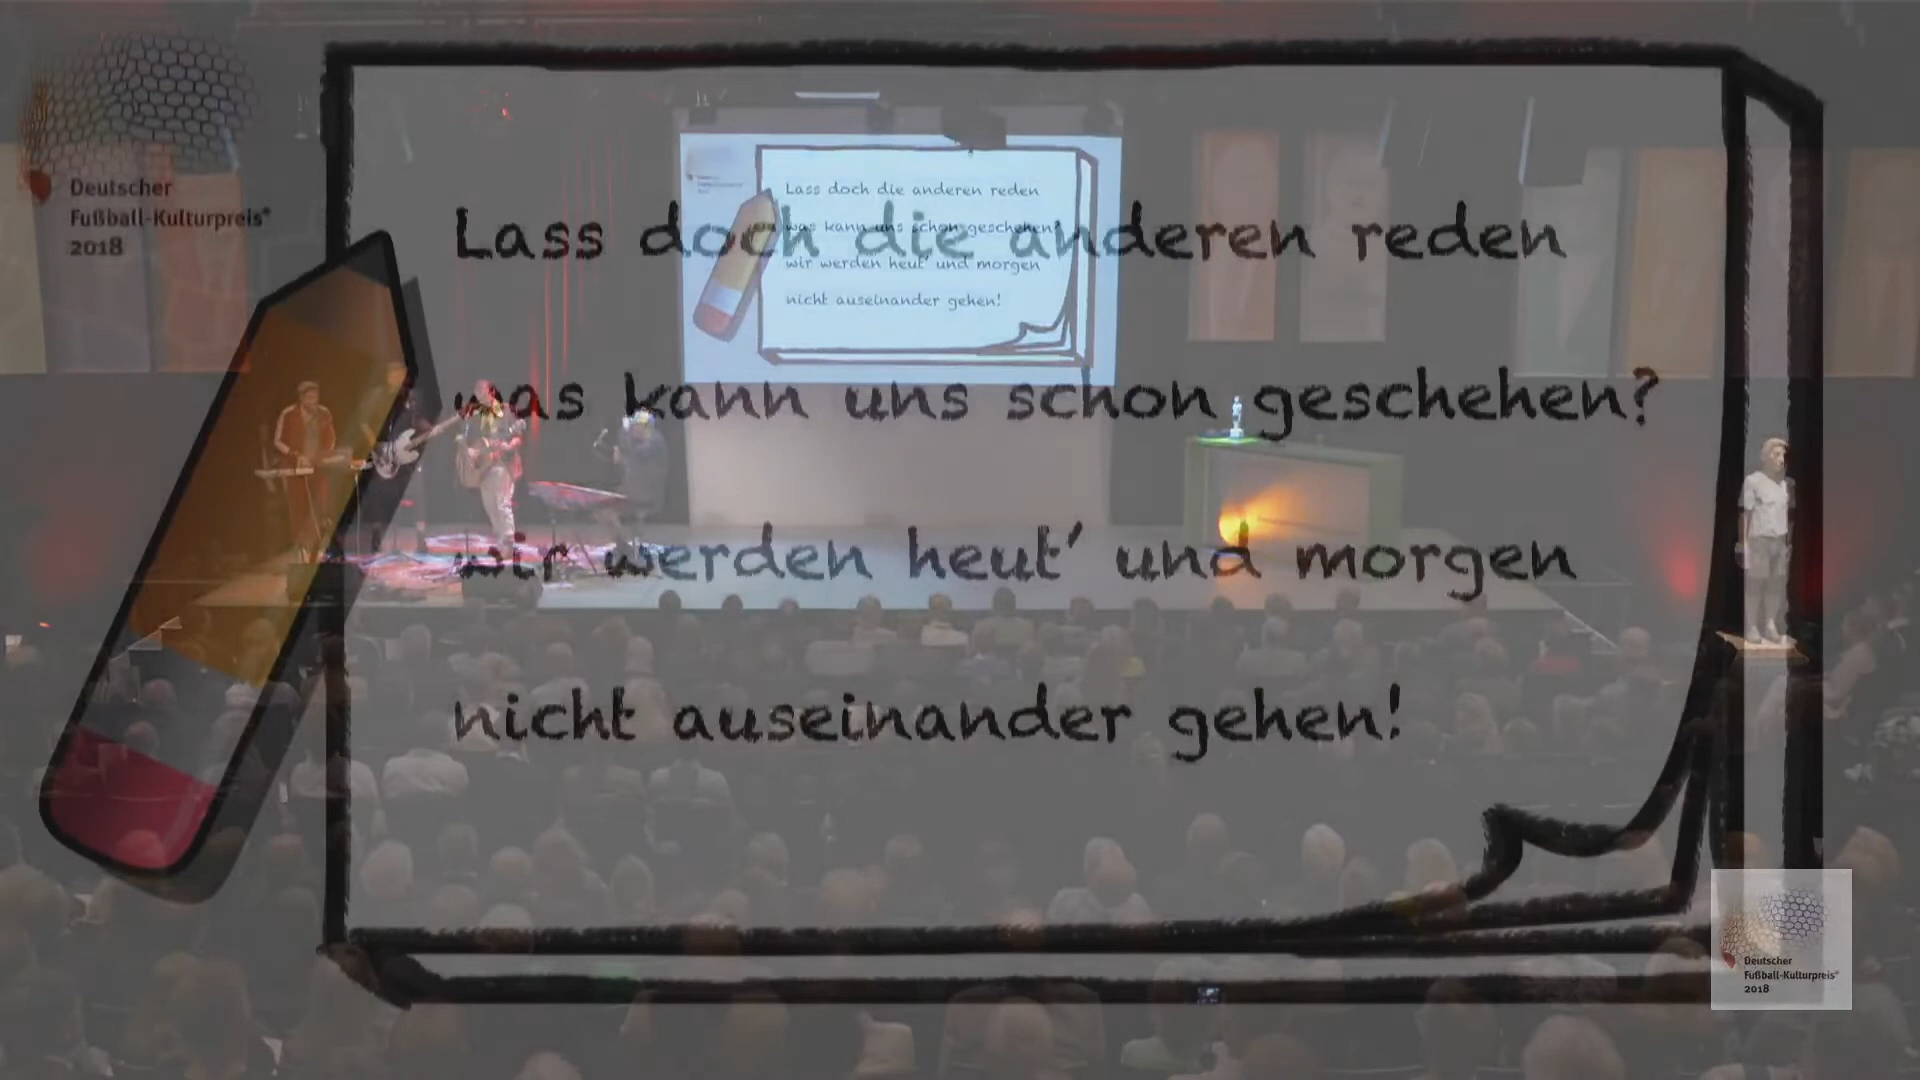 Deutscher
Fußball-Kulturpreis®
2018
Lass doch die anderen reden
was kann uns schon geschehen?
wir werden heut' und morgen
nicht auseinander gehen!
Lass doch die anderen reden
was kann uns schon geschehen?
wir werden heut' und morgen
nicht auseinander gehen!
Deutscher
Fußball-Kulturpreis®
2018